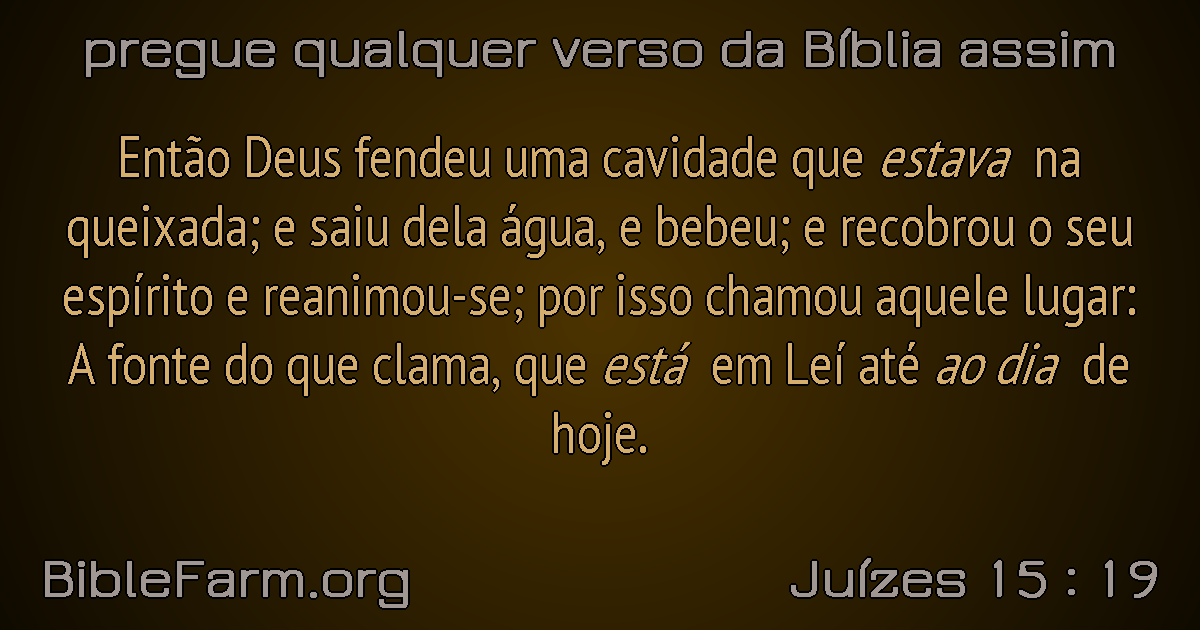 pregue qualquer verso da Bíblia assim
Então Deus fendeu uma cavidade que estava na
queixada; e saiu dela água, e bebeu; e recobrou o seu
espírito e reanimou-se; por isso chamou aquele lugar:
A fonte do que clama, que está em Leí até ao dia de
hoje.
BibleFarm.org
Juízes 15 : 19